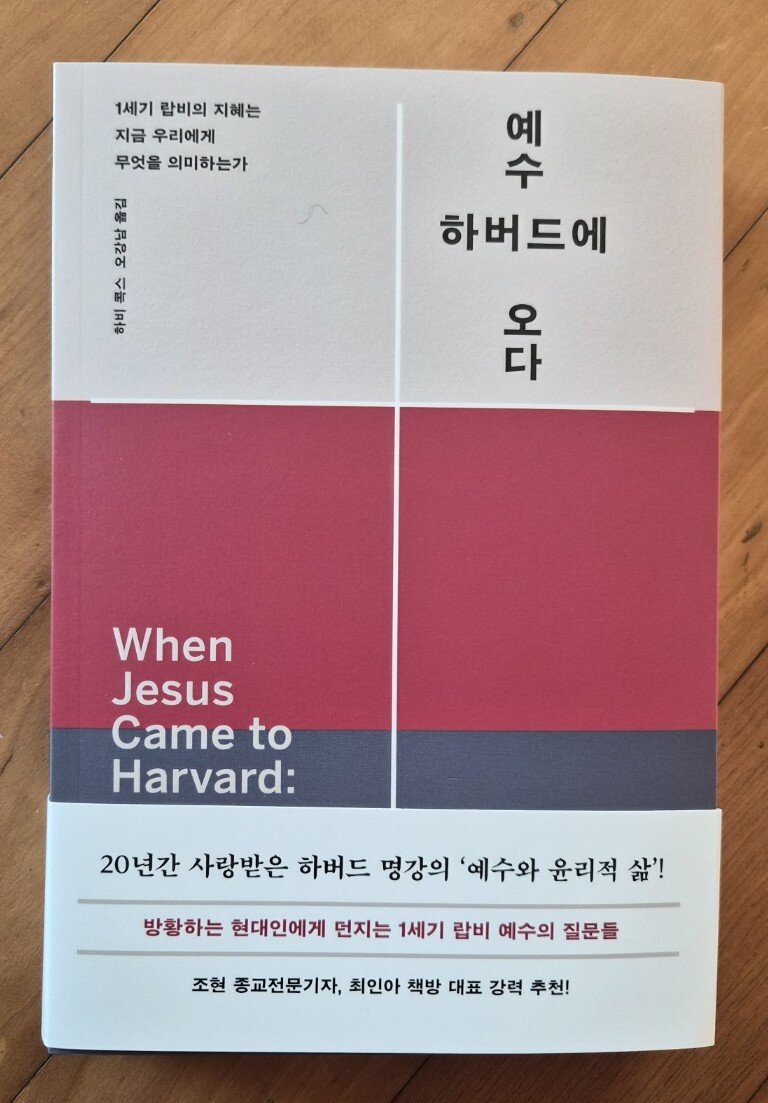 1세기 랍비의 지혜는
지금 우리에게
무엇을 의미하는가
하비 콕스 오강남 옮김
예수
하버드에
오다
When
Jesus
Came to
Harvard:
20년간 사랑받은 하버드 명강의 ‘예수와 윤리적 삶’!
방황하는 현대인에게 던지는 1세기 랍비 예수의 질문들
조현 종교전문기자, 최인아 책방 대표 강력 추천!